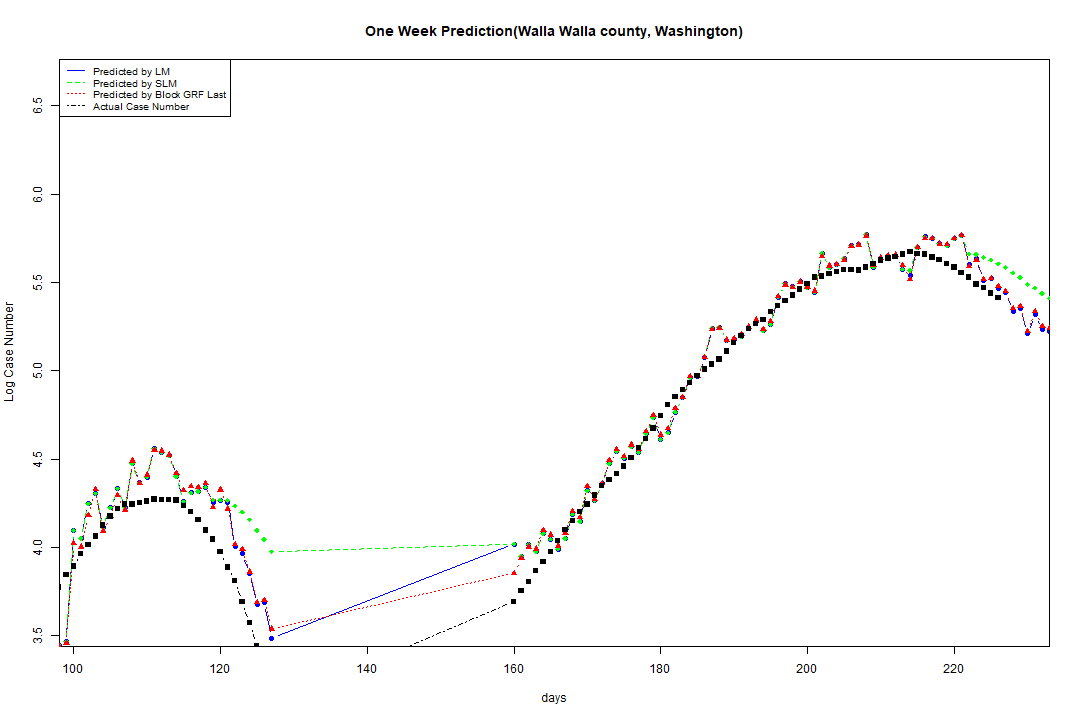 One Week Prediction(Walla Walla county, Washington)
Predicted by LM
Predicted by SLM
Predicted by Block GRF Last
Actual Case Number
6.5
6.0
5.5
5.0
4.5
4.0
3.5
Log Case Number
100 120 140 160 180 200 220
days